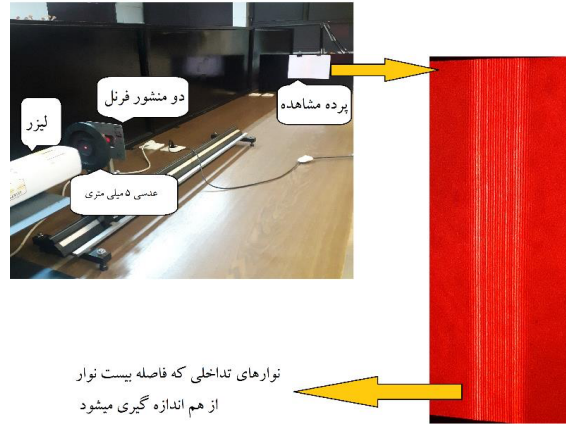 دو منشور فرنل
لیزر
پرده مشاهده
عدسی ۵ میلی متری
نوارهای تداخلی که فاصله بیست نوار
از هم اندازه گیری میشود